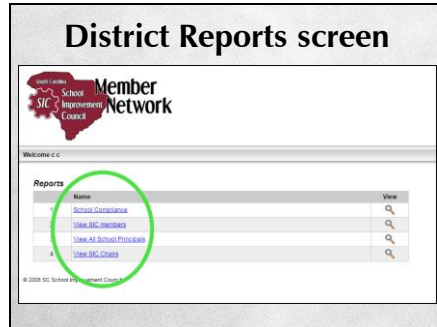 District Reports screen
South Carolina
SIC School Improvement Council
Member Network
Welcome c c
Reports
Name View
1 School Compliance
View SIC members
View All School Principals
4 View SIC Chairs
© 2008 SC School Improvement Council